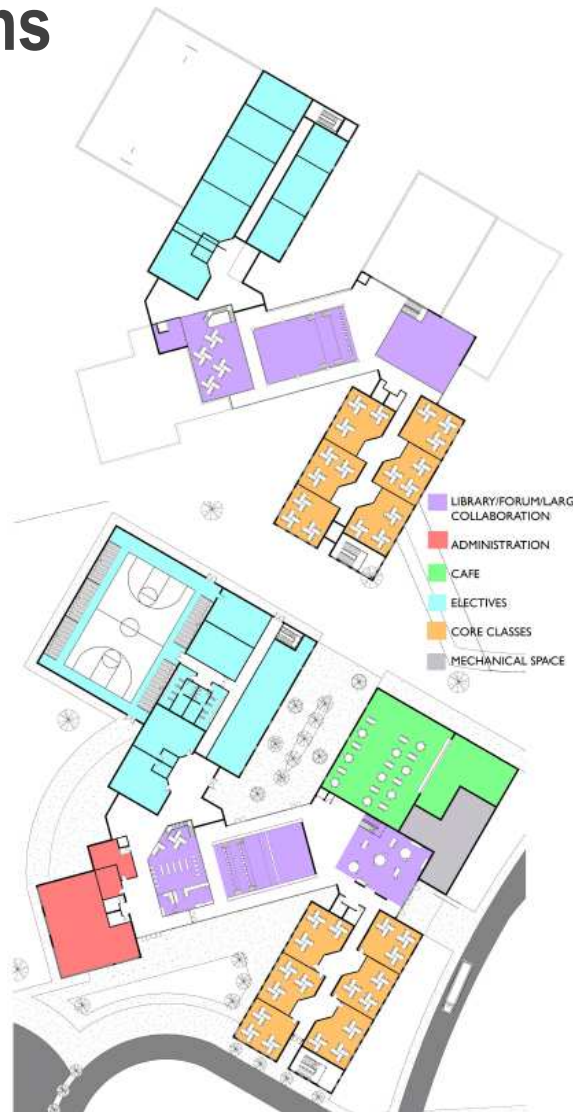 ns
LIBRARY/FORUM/LARG
COLLABORATION
ADMINISTRATION
CAFE
ELECTIVES
CORE CLASSES
MECHANICAL SPACE